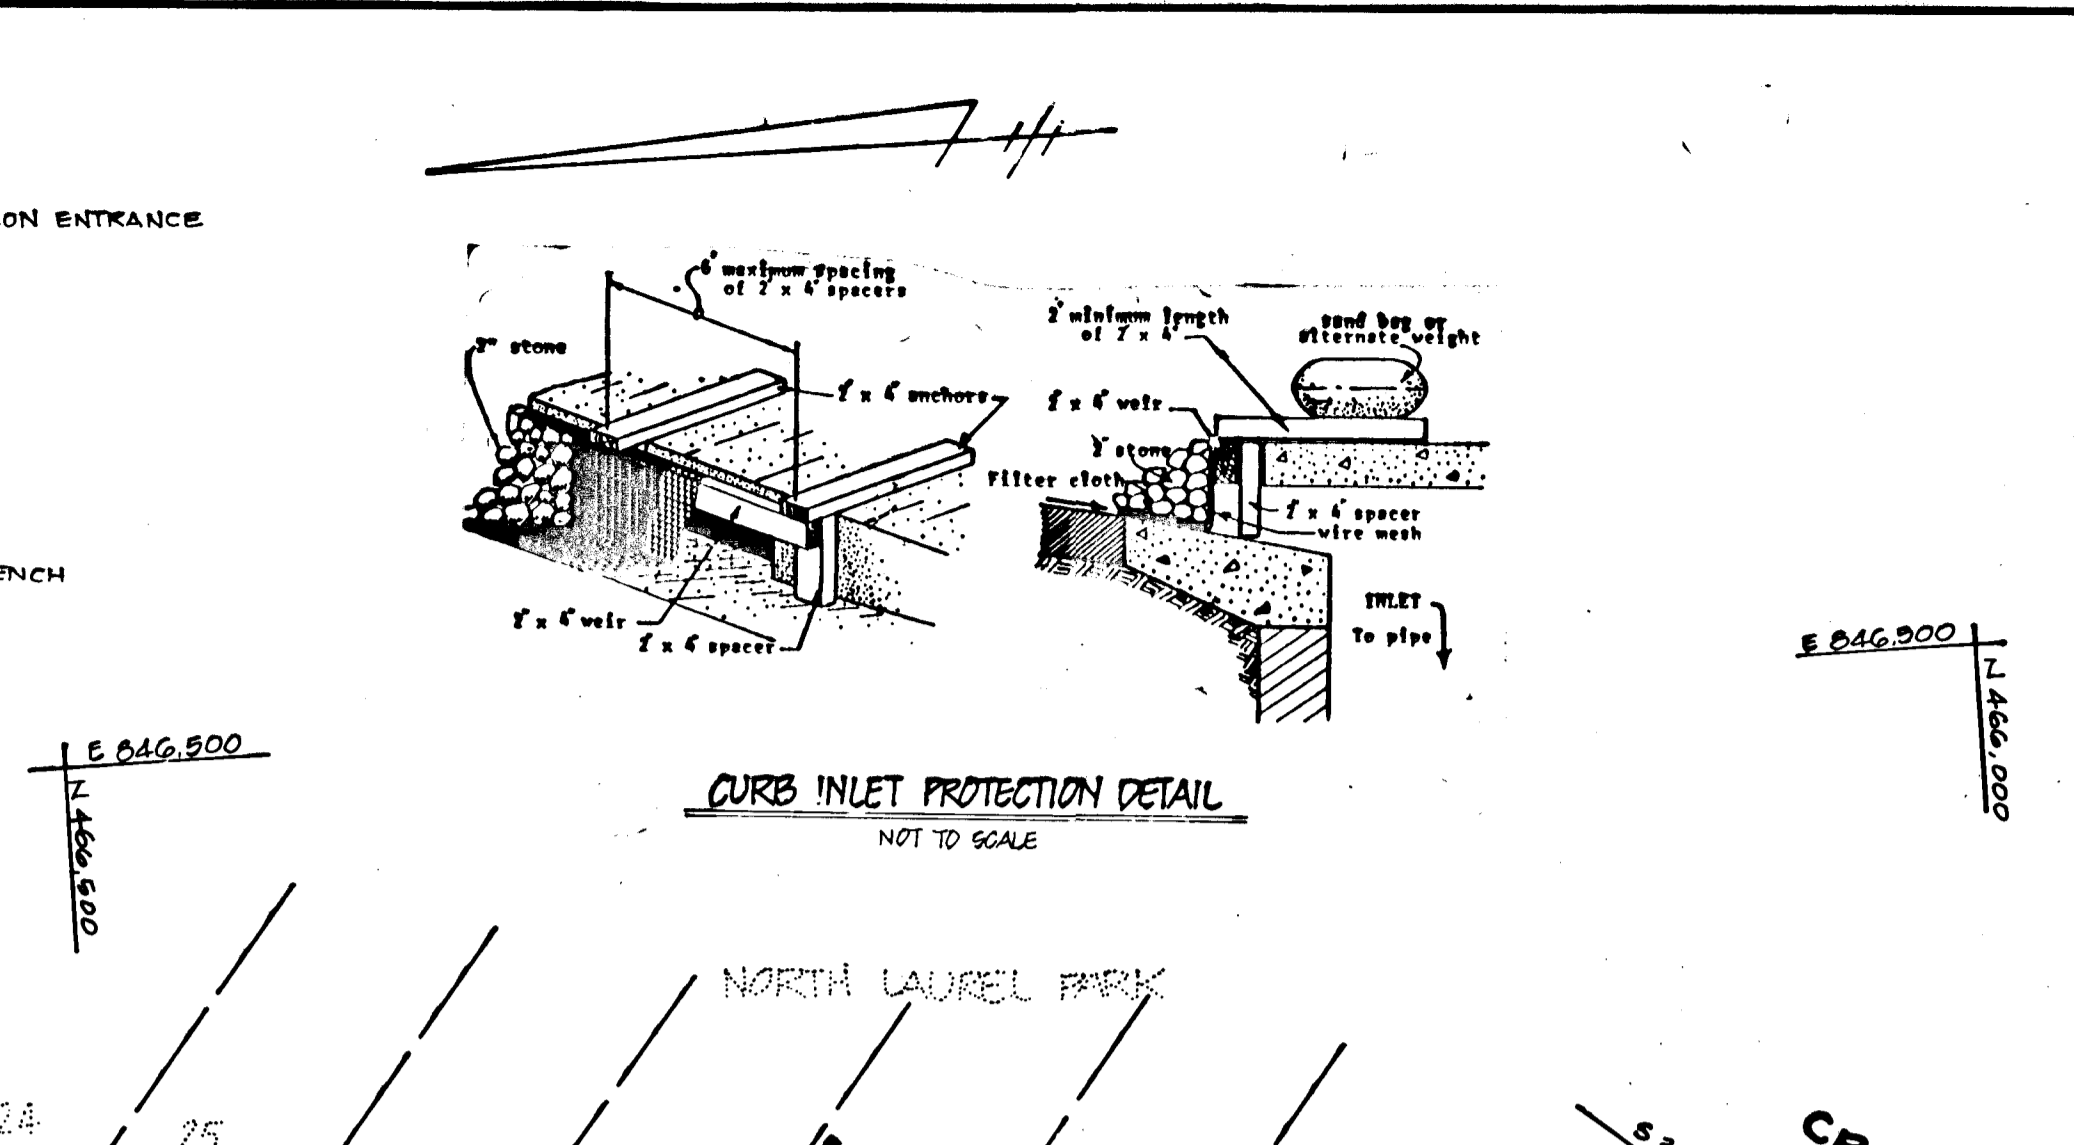 ON ENTRANCE
6' maximum spacing
of 2" x 4" spacers
2" stone
2" x 4" anchors
2" x 4" weir
2" x 4" spacer
2' minimum length
of 2" x 4"
sand bag or
alternate weight
2" x 4" weir
2" stone
Filter cloth
2" x 4" spacer
wire mesh
INLET
To pipe
ENCH
E 846,500
N 466,500
E 846,500
N 466,000
CURB INLET PROTECTION DETAIL
NOT TO SCALE
NORTH LAUREL PARK
24
25